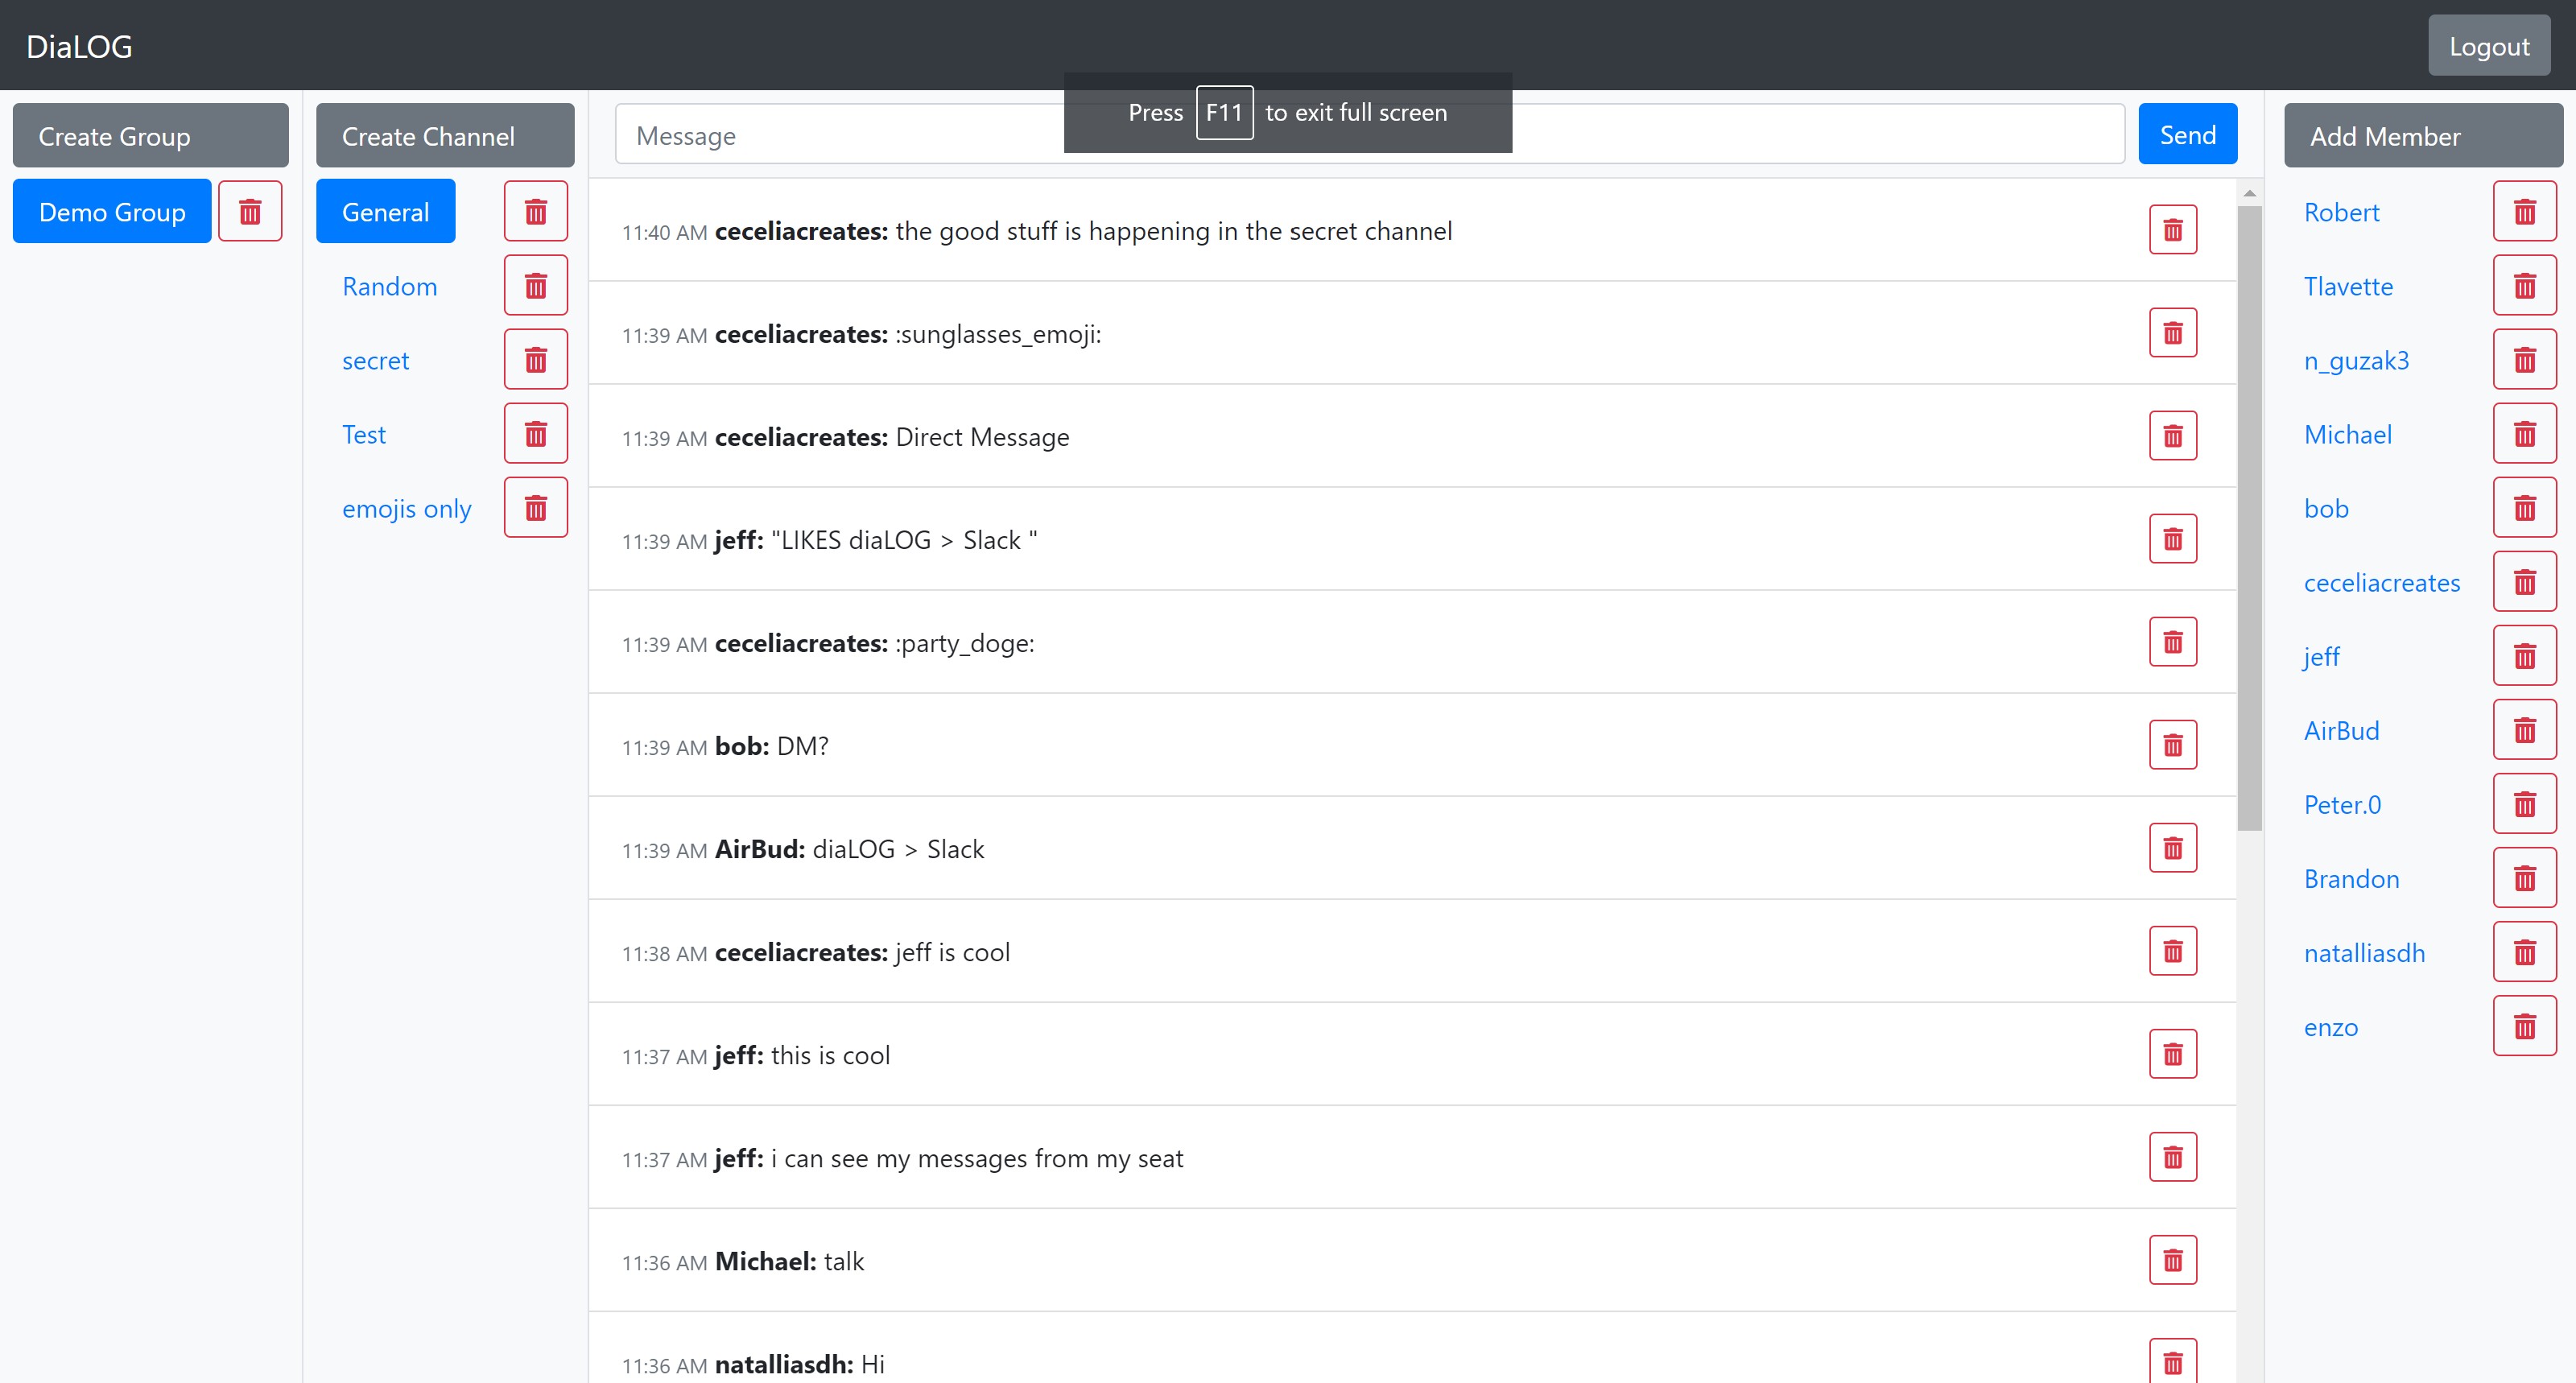 DiaLOG
Logout
Press F11 to exit full screen
Create Group
Demo Group
Create Channel
General
Random
secret
Test
emojis only
Message
Send
11:40 AM ceceliacreates: the good stuff is happening in the secret channel
11:39 AM ceceliacreates: :sunglasses_emoji:
11:39 AM ceceliacreates: Direct Message
11:39 AM jeff: "LIKES diaLOG > Slack "
11:39 AM ceceliacreates: :party_doge:
11:39 AM bob: DM?
11:39 AM AirBud: diaLOG > Slack
11:38 AM ceceliacreates: jeff is cool
11:37 AM jeff: this is cool
11:37 AM jeff: i can see my messages from my seat
11:36 AM Michael: talk
11:36 AM natalliasdh: Hi
Add Member
Robert
Tlavette
n_guzak3
Michael
bob
ceceliacreates
jeff
AirBud
Peter.0
Brandon
natalliasdh
enzo